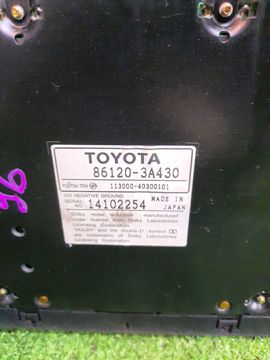 TOYOTA
86120-3A430
FUJITSU TEN 113000-40300101
12V NEGATIVE GROUND
SERIAL NO. 14102254 MADE IN JAPAN
Dolby noise reduction manufactured
under license from Dolby Laboratories
Licensing Corporation.
"DOLBY" and the double-D symbol
are trademarks of Dolby Laboratories
Licensing Corporation.